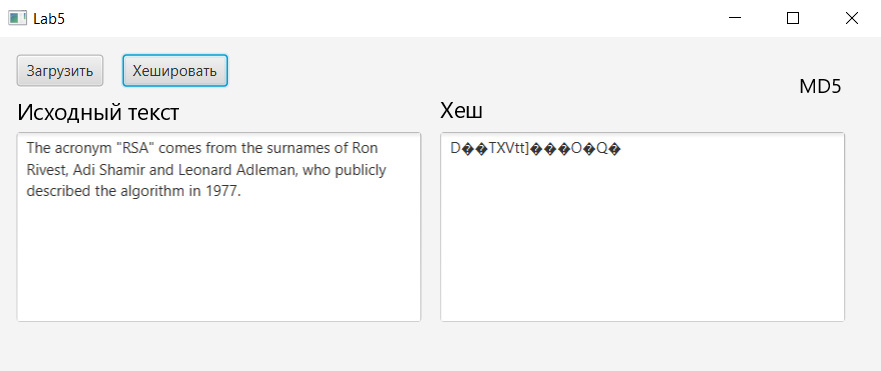 Lab5
Загрузить Хешировать
MD5
Исходный текст
Хеш
The acronym "RSA" comes from the surnames of Ron
Rivest, Adi Shamir and Leonard Adleman, who publicly
described the algorithm in 1977.
D��TXVtt]���O�Q�